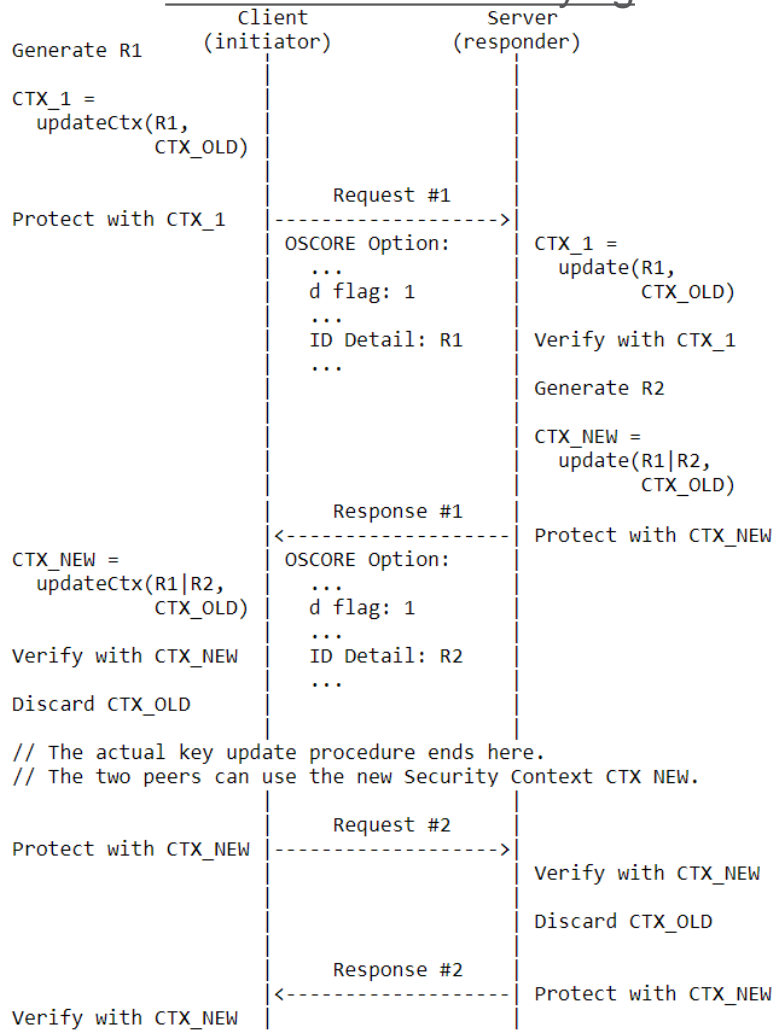 Client                Server
Generate R1     (initiator)          (responder)
CTX_1 =
updateCtx(R1,
CTX_OLD)
Request #1
Protect with CTX_1  |------------------->|
OSCORE Option:  CTX_1 =
...  update(R1,
d flag: 1  CTX_OLD)
...
ID Detail: R1  Verify with CTX_1
...
Generate R2
CTX_NEW =
update(R1|R2,
CTX_OLD)
Response #1
|<-------------------|  Protect with CTX_NEW
CTX_NEW =  OSCORE Option:
updateCtx(R1|R2,  ...
CTX_OLD)  d flag: 1
...
Verify with CTX_NEW  ID Detail: R2
...
Discard CTX_OLD
// The actual key update procedure ends here.
// The two peers can use the new Security Context CTX NEW.
Request #2
Protect with CTX_NEW  |------------------->|
Verify with CTX_NEW
Discard CTX_OLD
Response #2
|<-------------------|  Protect with CTX_NEW
Verify with CTX_NEW